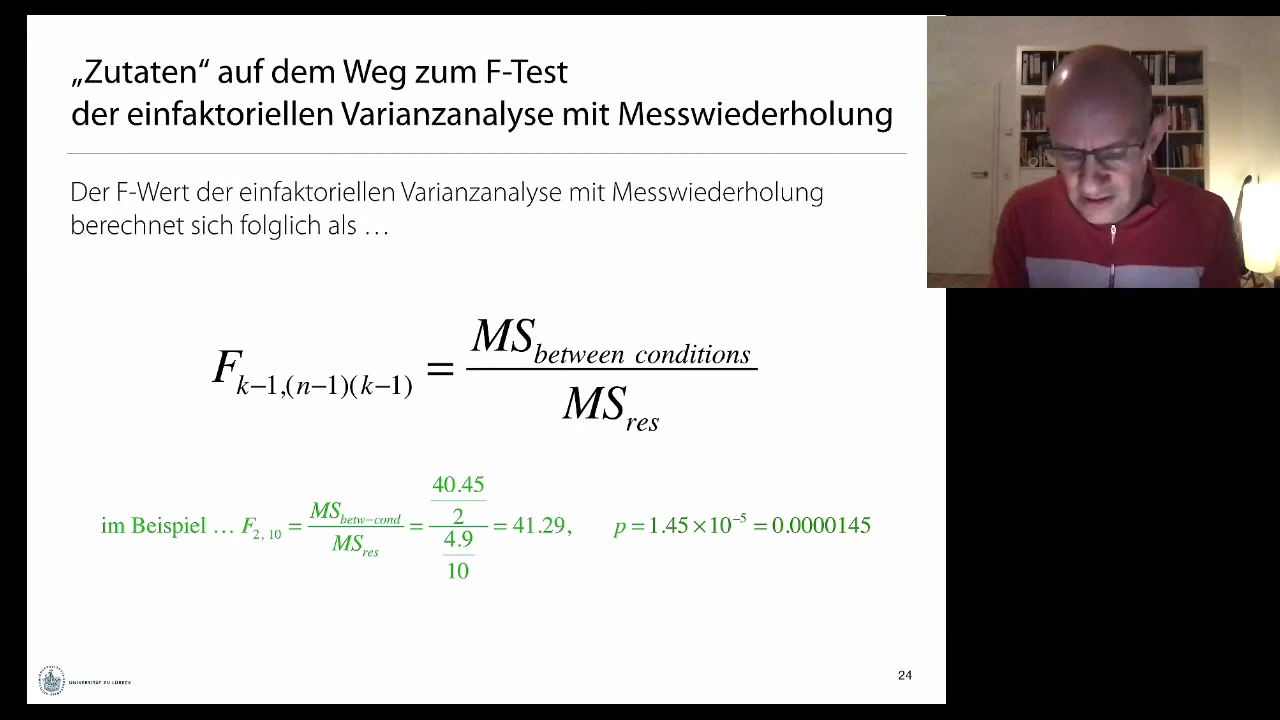 „Zutaten“ auf dem Weg zum F-Test
der einfaktoriellen Varianzanalyse mit Messwiederholung
Der F-Wert der einfaktoriellen Varianzanalyse mit Messwiederholung
berechnet sich folglich als …
F_{k−1,(n−1)(k−1)} = MS_{between conditions} / MS_{res}
im Beispiel … F_{2, 10} = MS_{betw−cond} / MS_{res} = (40.45 / 2) / (4.9 / 10) = 41.29, p = 1.45 × 10^{−5} = 0.0000145
UNIVERSITÄT ZU LÜBECK
24